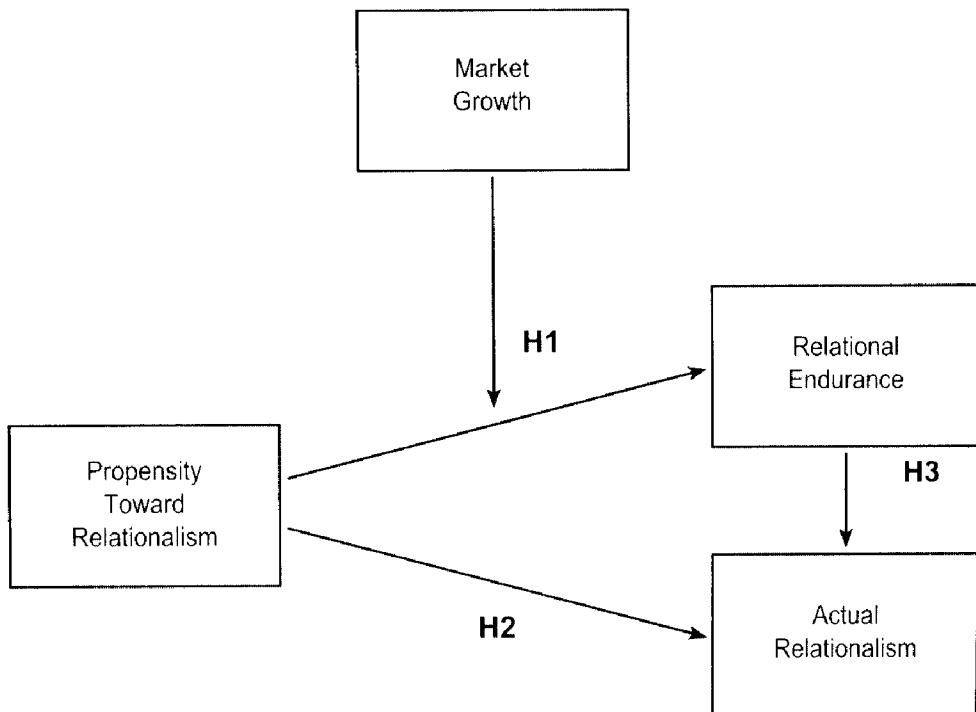 Market
Growth
H1
Relational
Endurance
Propensity
Toward
Relationalism
H3
H2
Actual
Relationalism